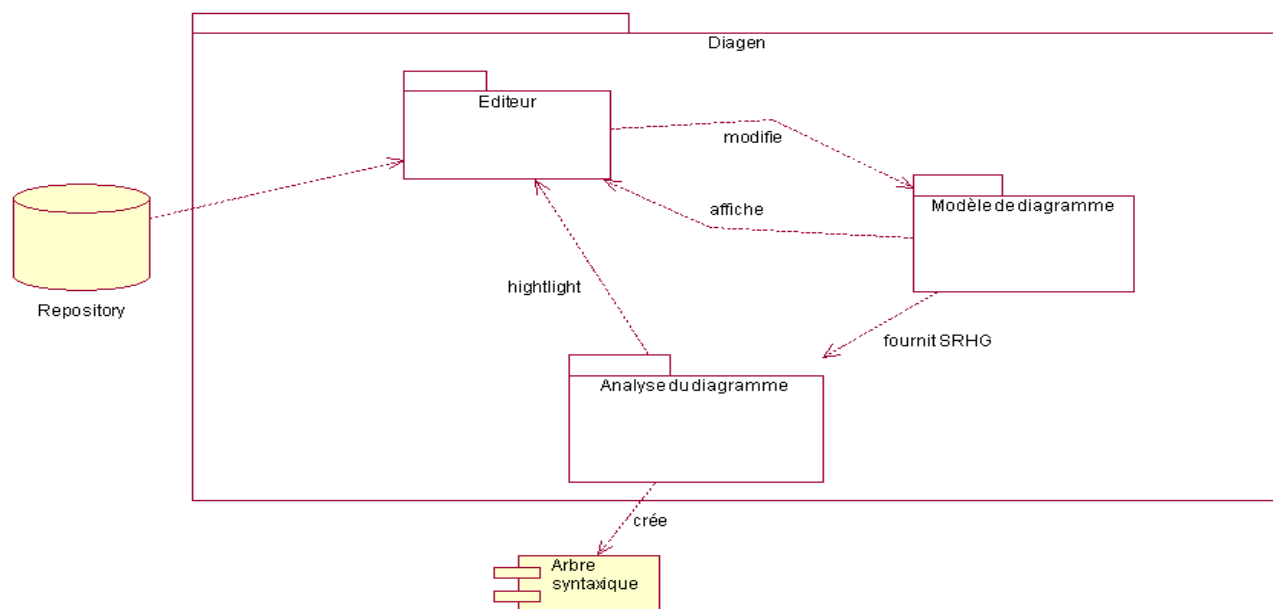 Diagen
Editeur
modifie
affiche
Modèle de diagramme
Repository
hightlight
fournit SRHG
Analyse du diagramme
crée
Arbre
syntaxique